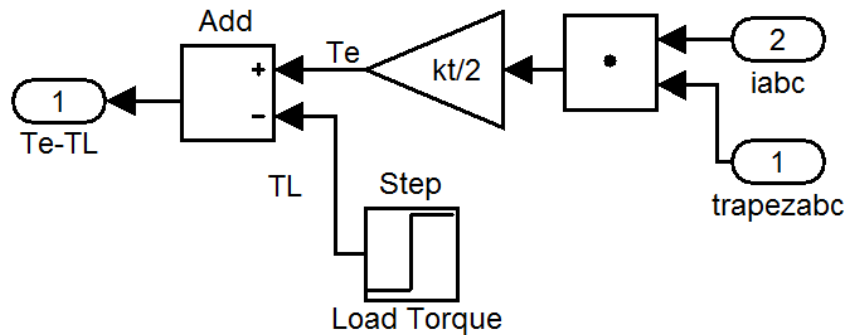 Add
+
-
Te
kt/2
2
iabc
1
Te-TL
TL
Step
1
trapezabc
Load Torque